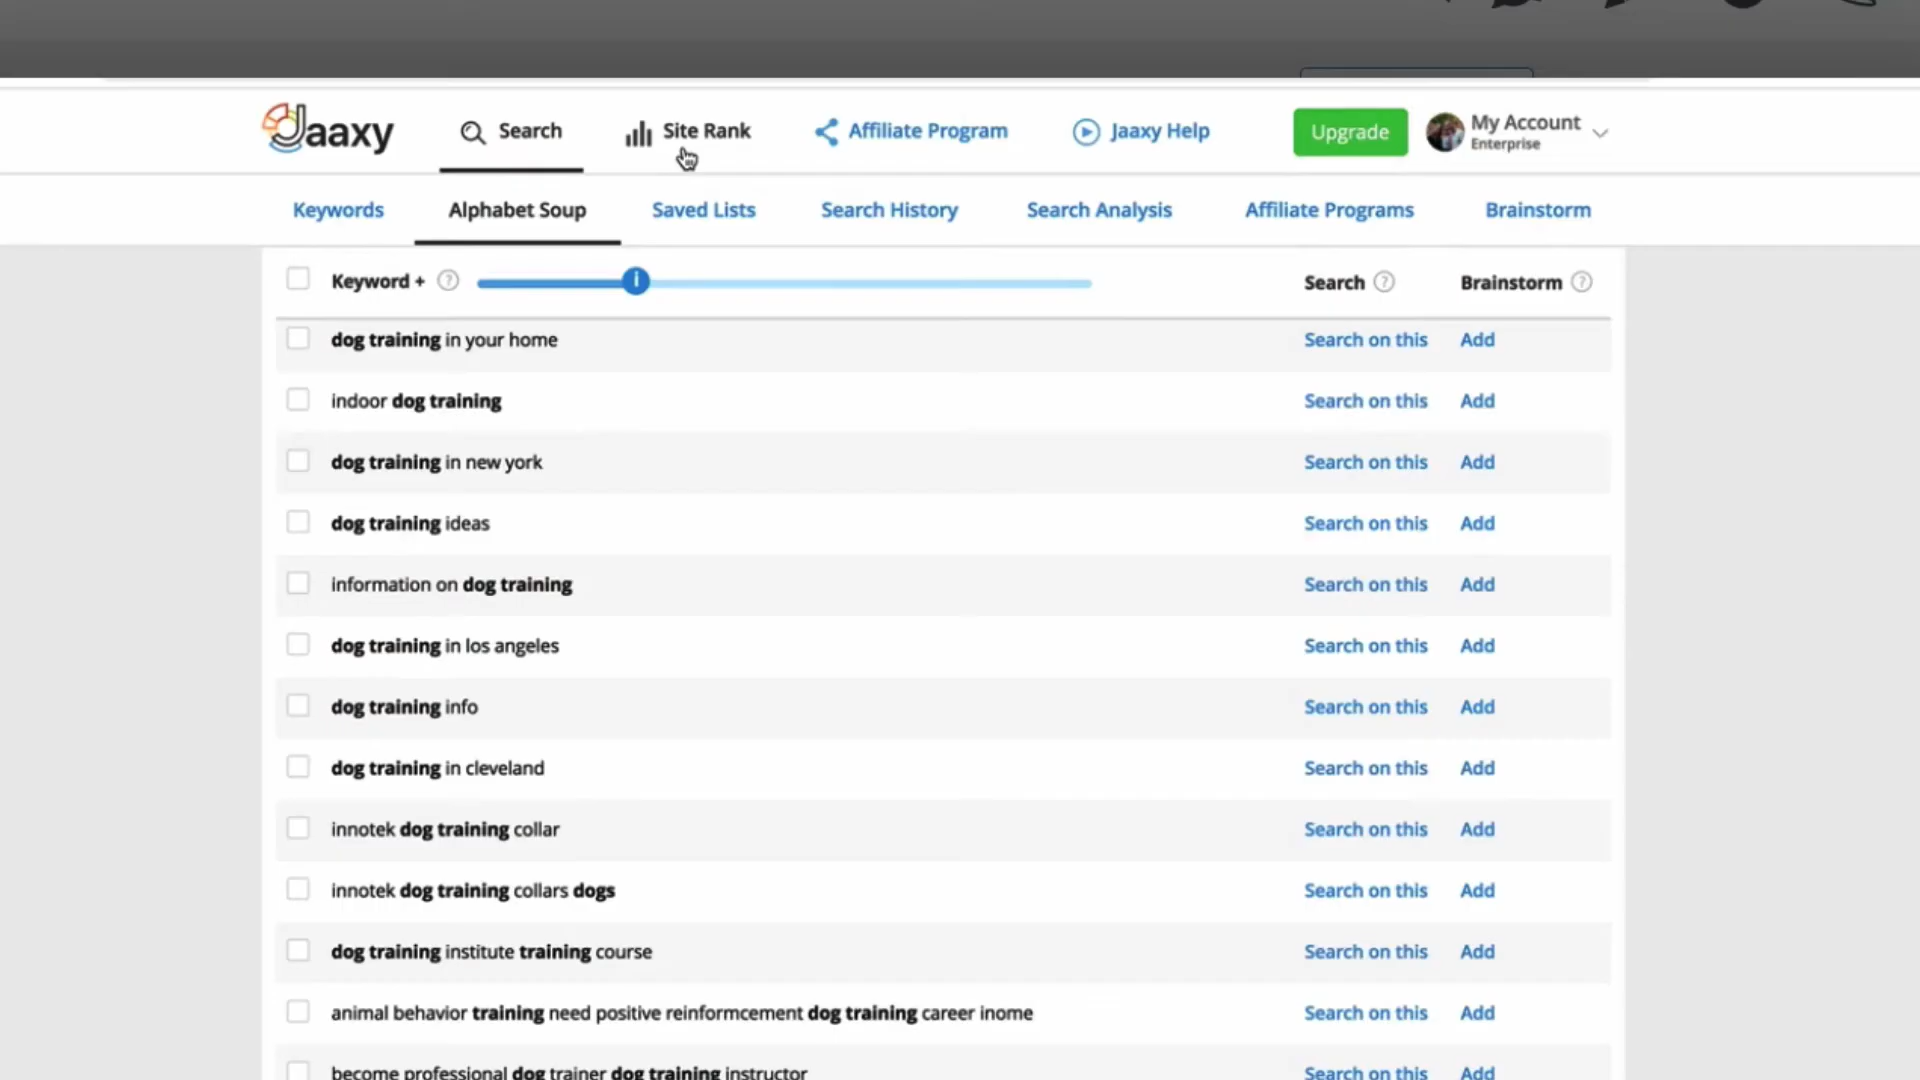 Jaaxy
Search
Site Rank
Affiliate Program
Jaaxy Help
Upgrade
My Account
Enterprise
Keywords
Alphabet Soup
Saved Lists
Search History
Search Analysis
Affiliate Programs
Brainstorm
Keyword + ? i Search ? Brainstorm ?
dog training in your home Search on this Add
indoor dog training Search on this Add
dog training in new york Search on this Add
dog training ideas Search on this Add
information on dog training Search on this Add
dog training in los angeles Search on this Add
dog training info Search on this Add
dog training in cleveland Search on this Add
innotek dog training collar Search on this Add
innotek dog training collars dogs Search on this Add
dog training institute training course Search on this Add
animal behavior training need positive reinformcement dog training career inome Search on this Add
become professional dog trainer dog training instructor Search on this Add